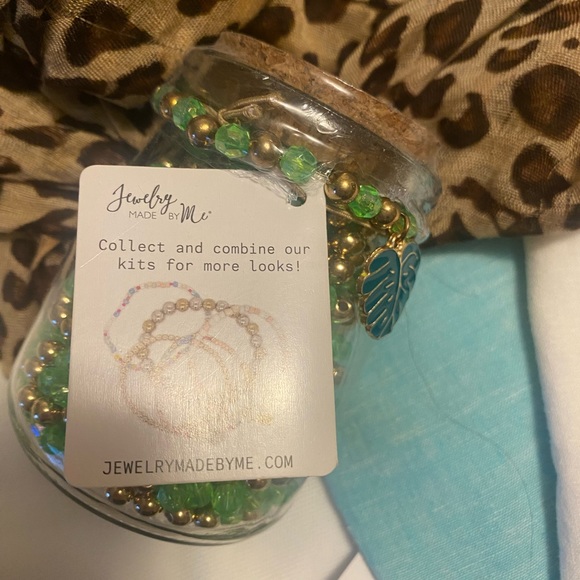 Jewelry
MADE BY Me®
Collect and combine our
kits for more looks!
JEWELRYMADEBYME.COM